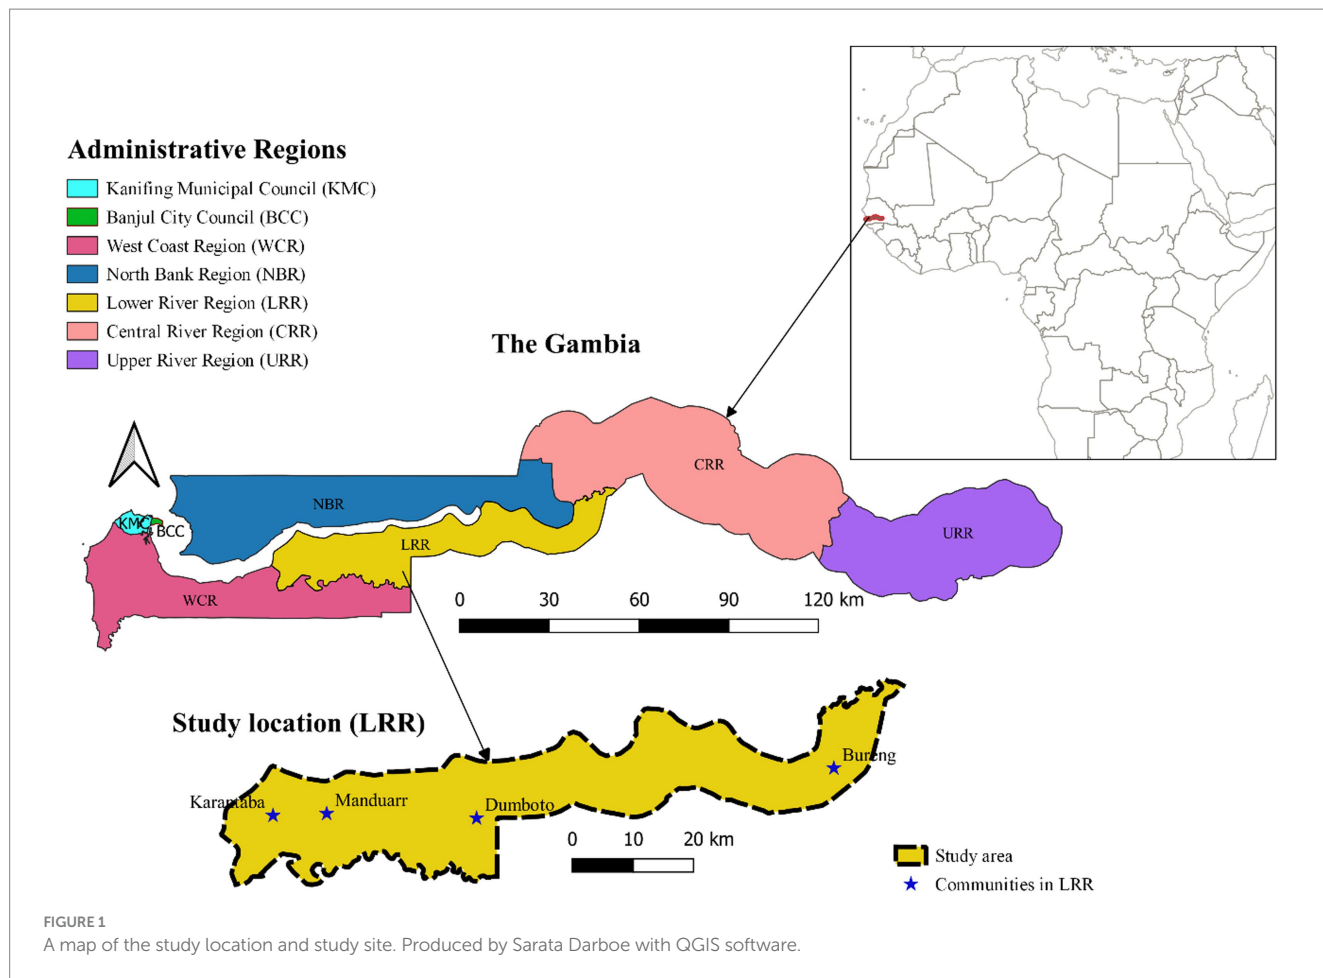 Administrative Regions
Kanifing Municipal Council (KMC)
Banjul City Council (BCC)
West Coast Region (WCR)
North Bank Region (NBR)
Lower River Region (LRR)
Central River Region (CRR)
Upper River Region (URR)
The Gambia
CRR
NBR
KMC
BCC
LRR
URR
WCR
0 30 60 90 120 km
Study location (LRR)
Bureng
Karantaba
Manduarr
Dumboto
0 10 20 km
Study area
Communities in LRR
FIGURE 1
A map of the study location and study site. Produced by Sarata Darboe with QGIS software.